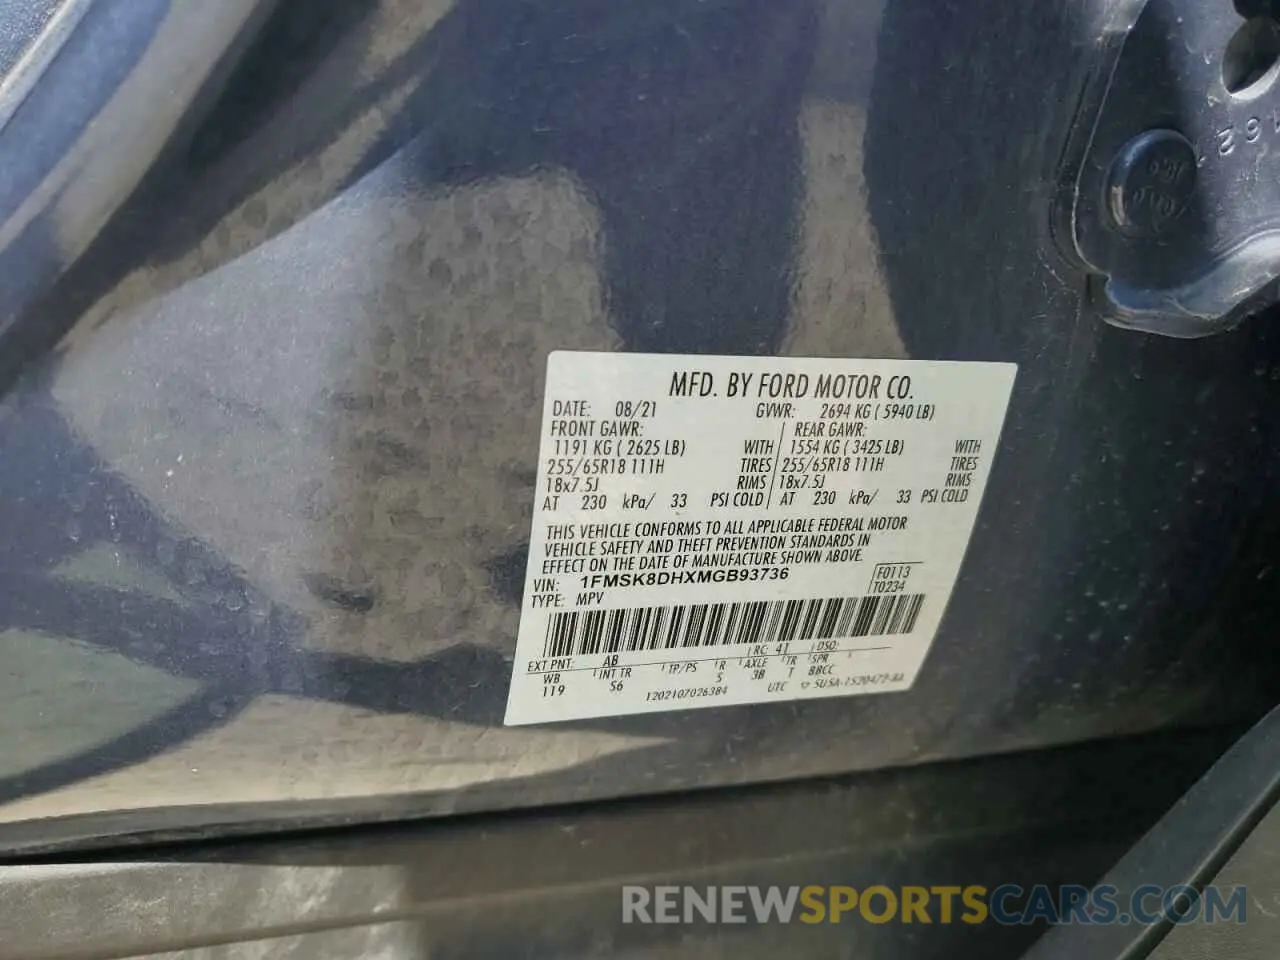 MFD. BY FORD MOTOR CO.
DATE: 08/21 GVWR: 2694 KG ( 5940 LB)
FRONT GAWR: REAR GAWR:
1191 KG ( 2625 LB) WITH 1554 KG ( 3425 LB) WITH
255/65R18 111H TIRES 255/65R18 111H TIRES
18x7.5J RIMS 18x7.5J RIMS
AT 230 kPa/ 33 PSI COLD AT 230 kPa/ 33 PSI COLD
THIS VEHICLE CONFORMS TO ALL APPLICABLE FEDERAL MOTOR
VEHICLE SAFETY AND THEFT PREVENTION STANDARDS IN
EFFECT ON THE DATE OF MANUFACTURE SHOWN ABOVE.
VIN: 1FMSK8DHXMGB93736 F0113
TYPE: MPV T0234
EXT PNT: AB RC: 41 DSO:
WB INT TR TP/PS R AXLE TR SPR
119 S6 S 3B T BBCC
1202107026384 UTC
RENEWSPORTSCARS.COM